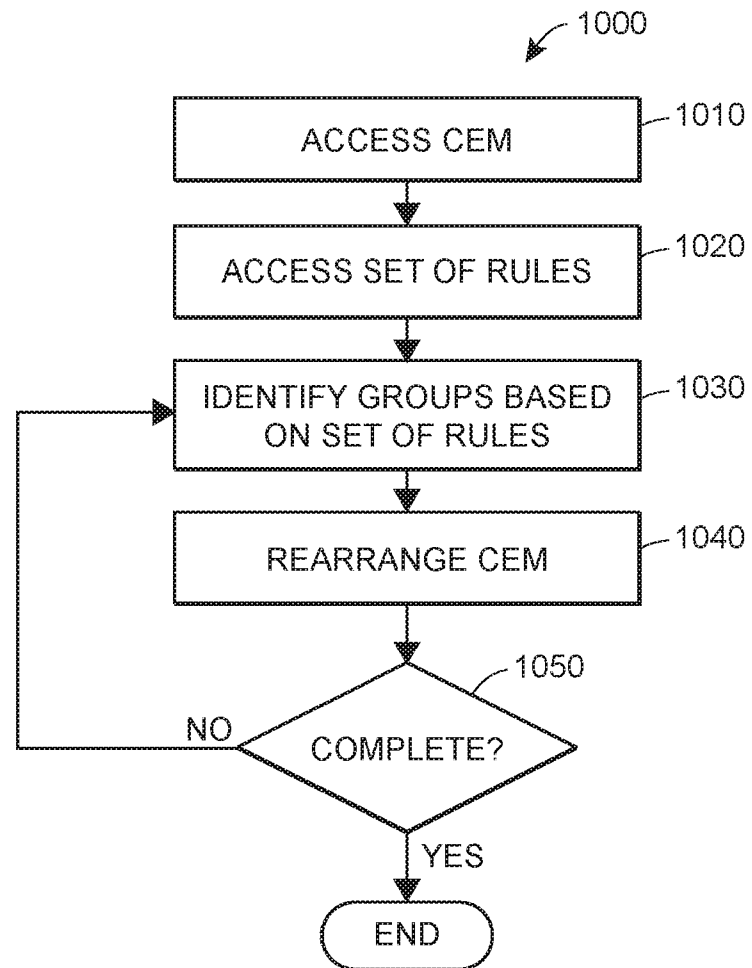 1000
ACCESS CEM
1010
ACCESS SET OF RULES
1020
IDENTIFY GROUPS BASED
ON SET OF RULES
1030
REARRANGE CEM
1040
COMPLETE?
1050
NO
YES
END